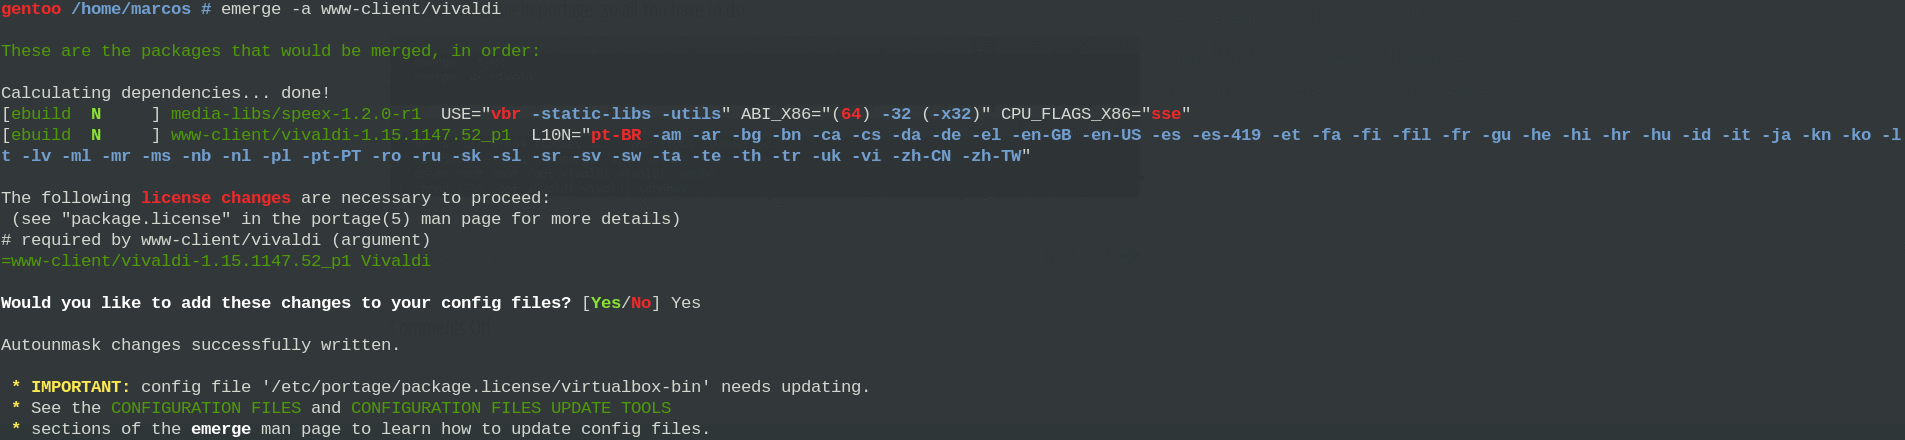 gentoo /home/marcos # emerge -a www-client/vivaldi
These are the packages that would be merged, in order:
Calculating dependencies... done!
[ebuild  N     ] media-libs/speex-1.2.0-r1  USE="vbr -static-libs -utils" ABI_X86="(64) -32 (-x32)" CPU_FLAGS_X86="sse"
[ebuild  N     ] www-client/vivaldi-1.15.1147.52_p1  L10N="pt-BR -am -ar -bg -bn -ca -cs -da -de -el -en-GB -en-US -es -es-419 -et -fa -fi -fil -fr -gu -he -hi -hr -hu -id -it -ja -kn -ko -l
t -lv -ml -mr -ms -nb -nl -pl -pt-PT -ro -ru -sk -sl -sr -sv -sw -ta -te -th -tr -uk -vi -zh-CN -zh-TW"
The following license changes are necessary to proceed:
 (see "package.license" in the portage(5) man page for more details)
# required by www-client/vivaldi (argument)
=www-client/vivaldi-1.15.1147.52_p1 Vivaldi
Would you like to add these changes to your config files? [Yes/No] Yes
Autounmask changes successfully written.
 * IMPORTANT: config file '/etc/portage/package.license/virtualbox-bin' needs updating.
 * See the CONFIGURATION FILES and CONFIGURATION FILES UPDATE TOOLS
 * sections of the emerge man page to learn how to update config files.